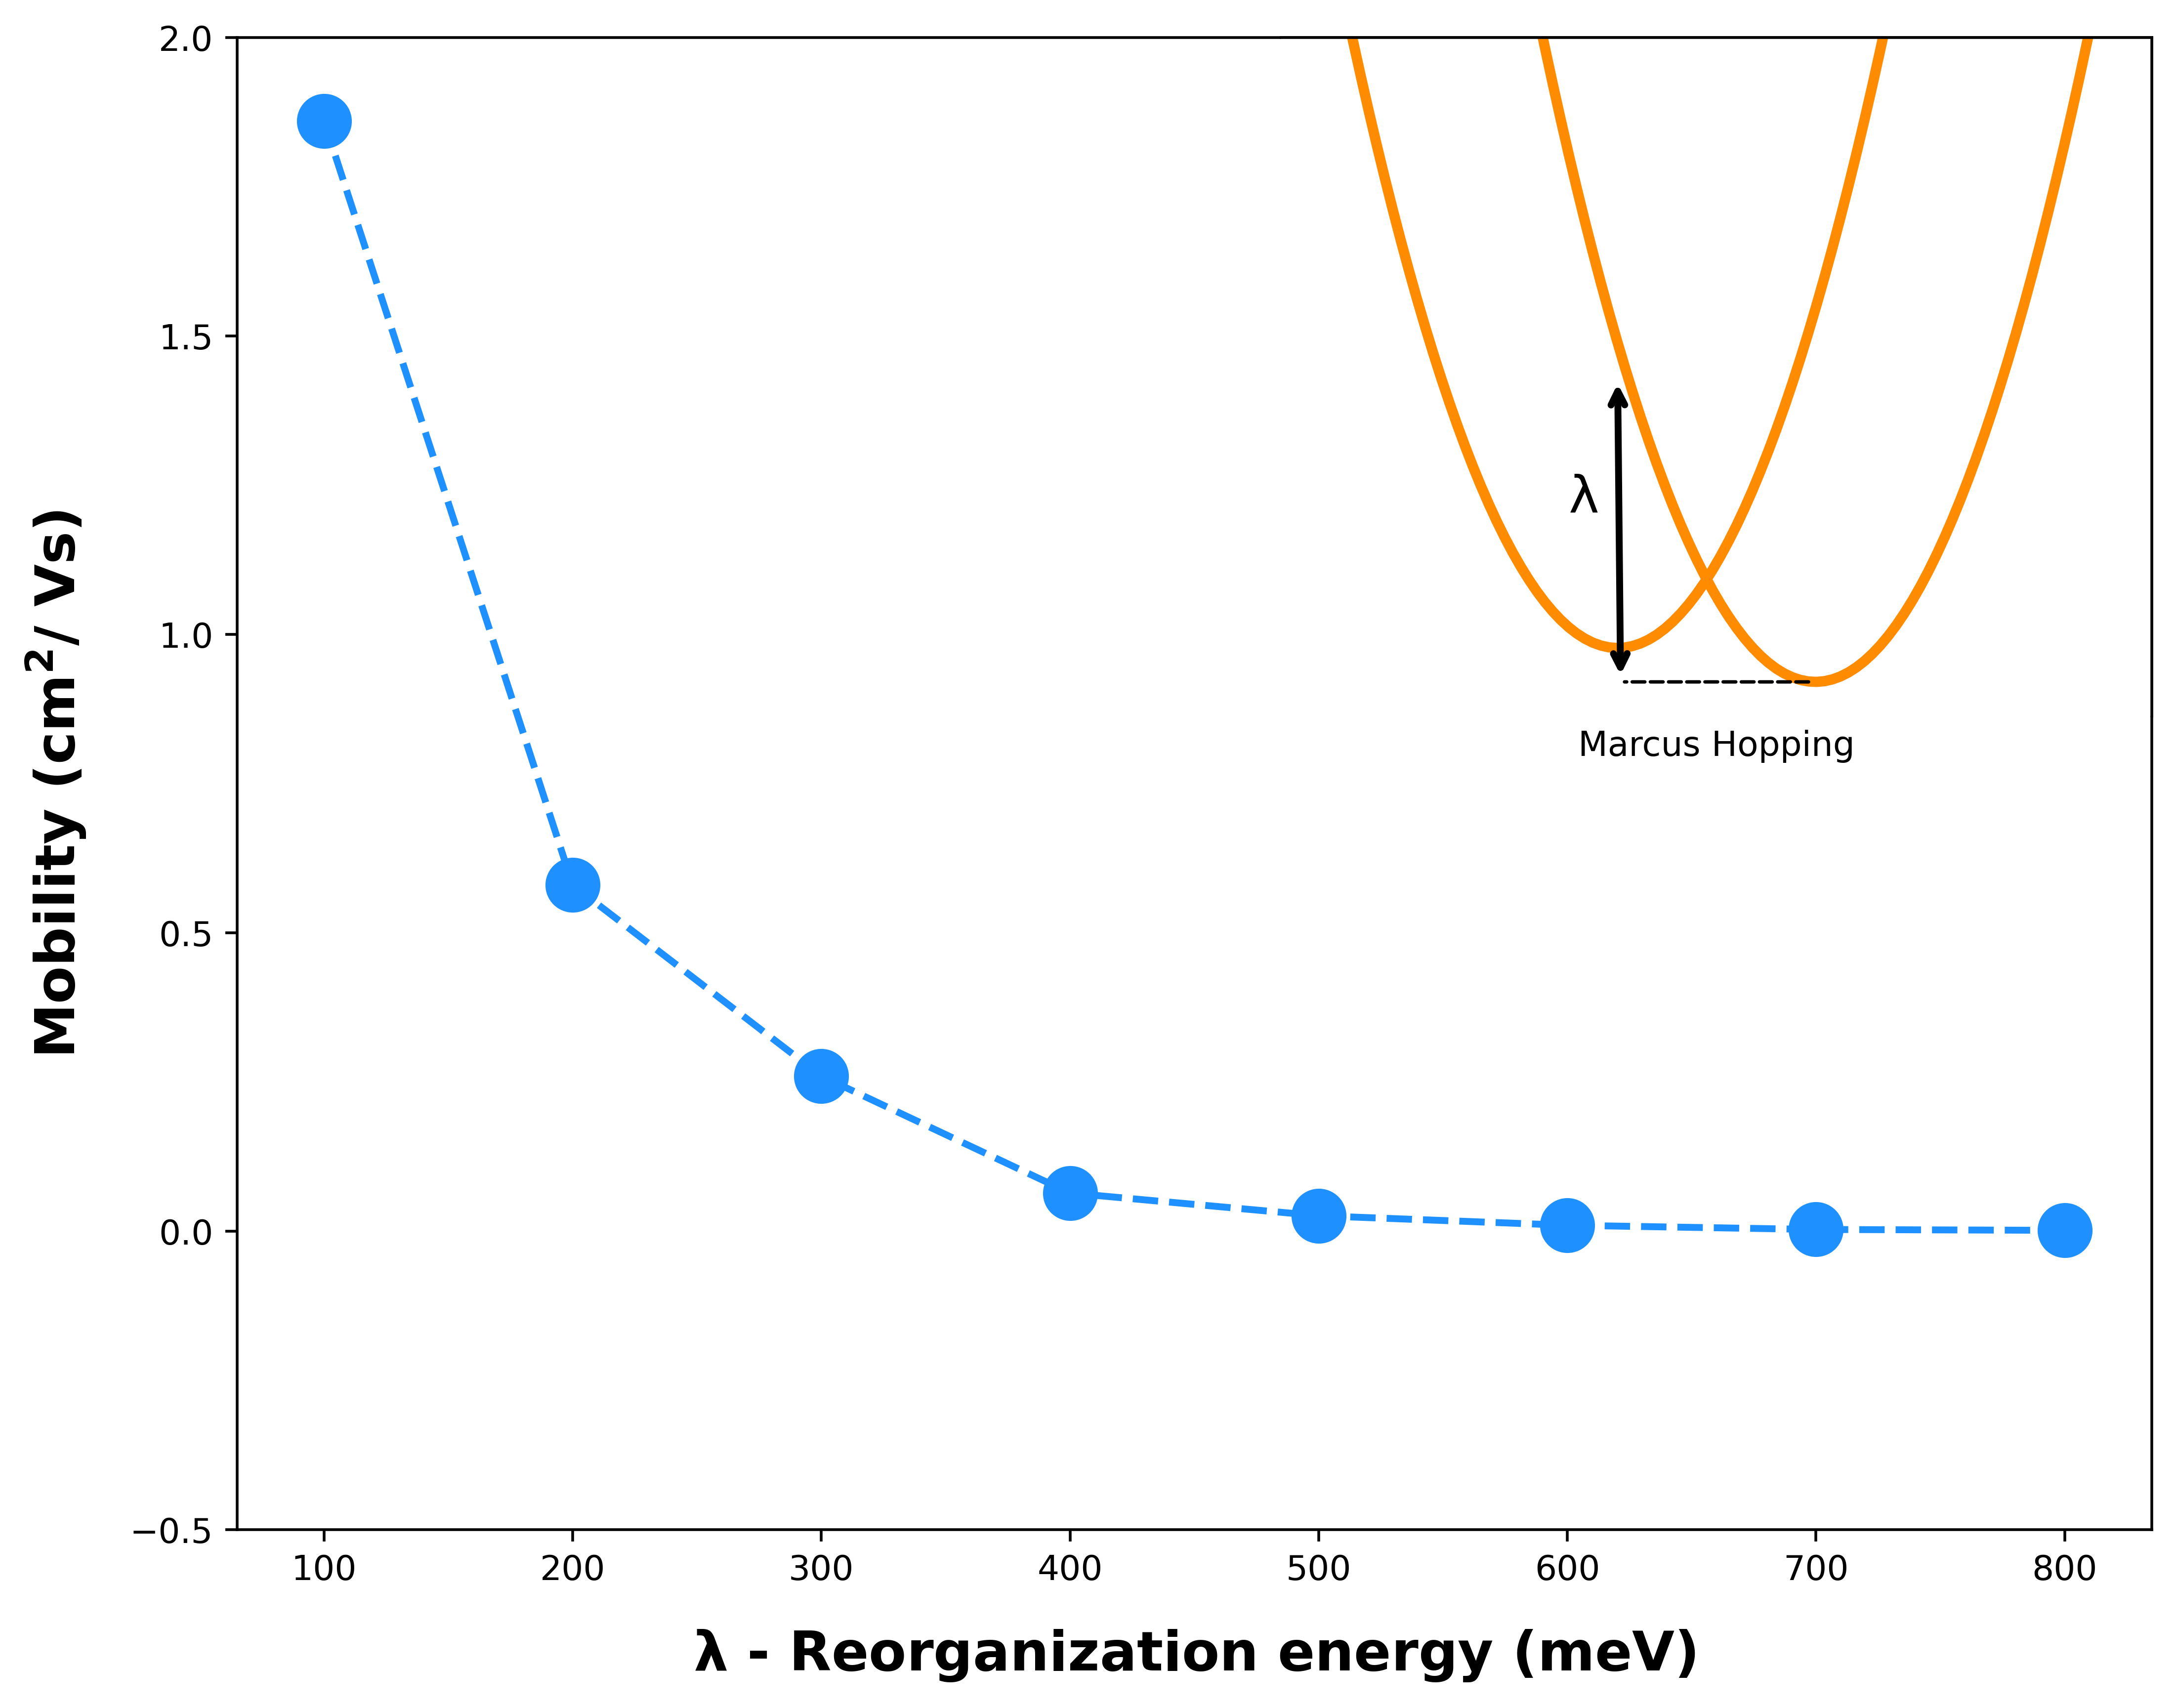 2.0
1.5
1.0
0.5
0.0
−0.5
Mobility (cm²/ Vs)
λ
Marcus Hopping
100 200 300 400 500 600 700 800
λ - Reorganization energy (meV)